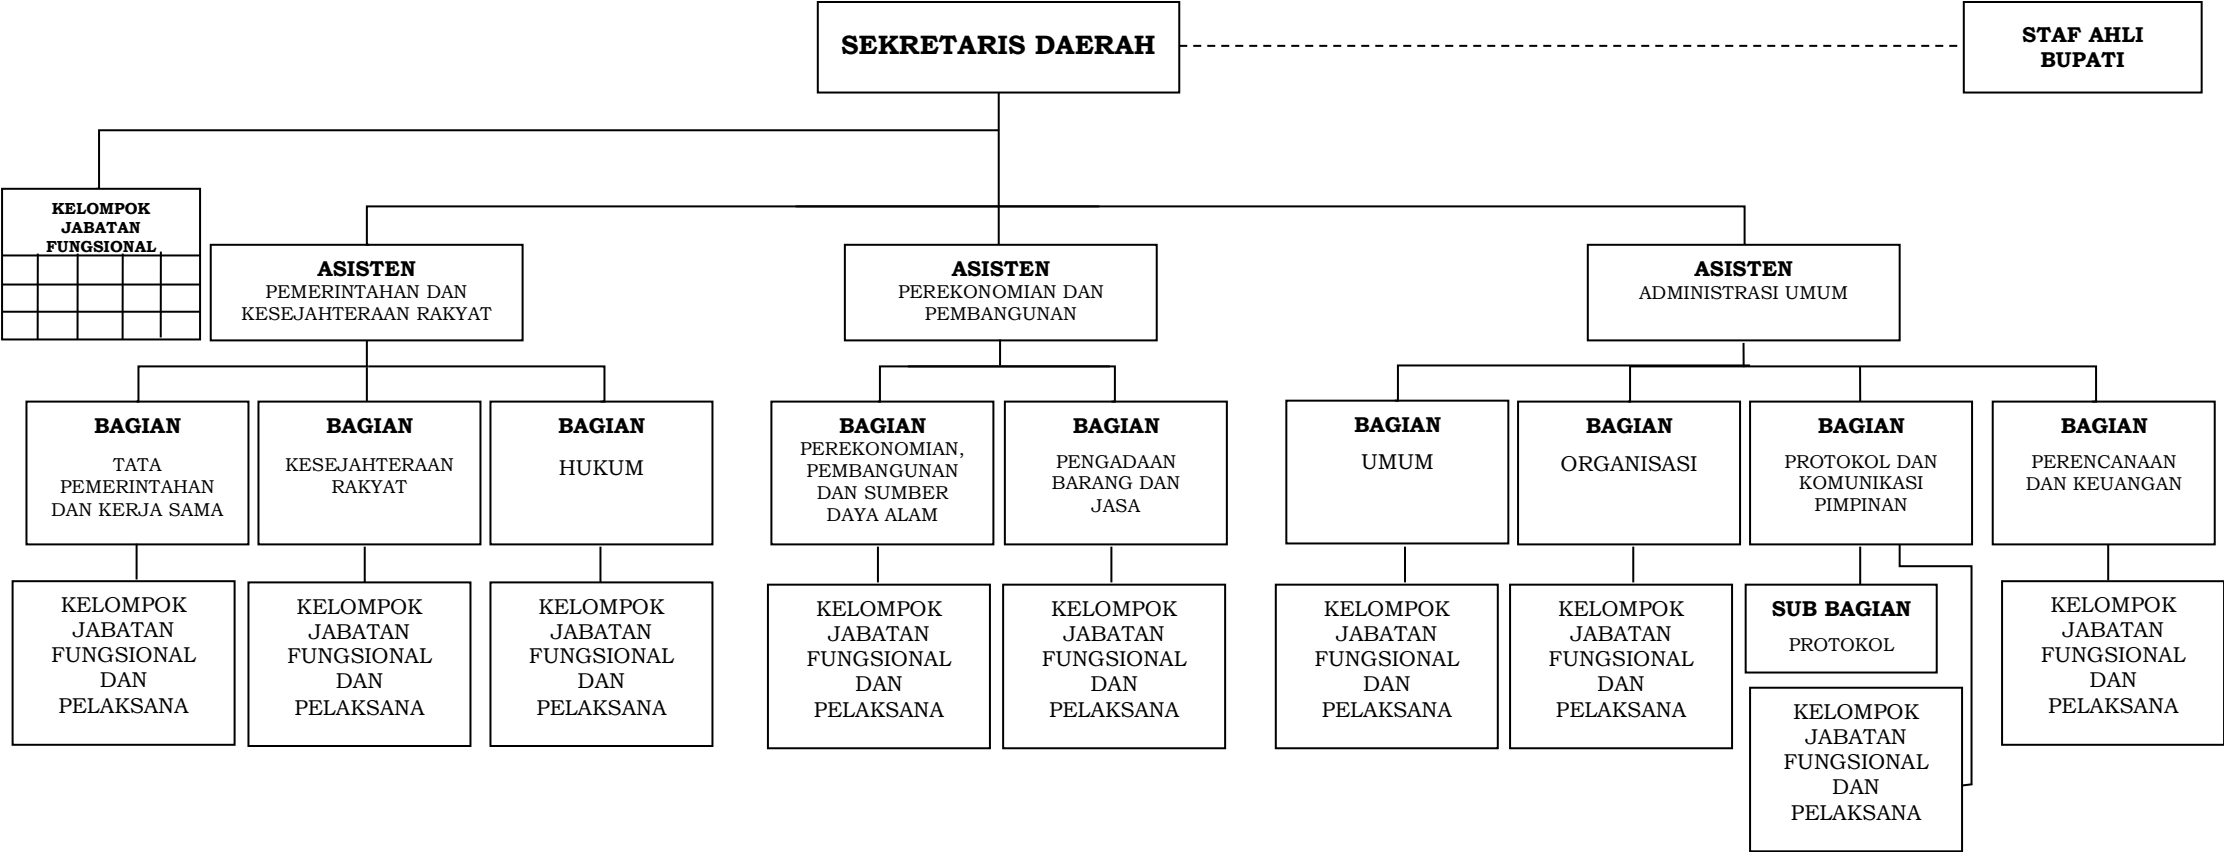 SEKRETARIS DAERAH
STAF AHLI
BUPATI
KELOMPOK
JABATAN
FUNGSIONAL
ASISTEN
PEMERINTAHAN DAN
KESEJAHTERAAN RAKYAT
ASISTEN
PEREKONOMIAN DAN
PEMBANGUNAN
ASISTEN
ADMINISTRASI UMUM
BAGIAN
TATA
PEMERINTAHAN
DAN KERJA SAMA
BAGIAN
KESEJAHTERAAN
RAKYAT
BAGIAN
HUKUM
BAGIAN
PEREKONOMIAN,
PEMBANGUNAN
DAN SUMBER
DAYA ALAM
BAGIAN
PENGADAAN
BARANG DAN
JASA
BAGIAN
UMUM
BAGIAN
ORGANISASI
BAGIAN
PROTOKOL DAN
KOMUNIKASI
PIMPINAN
BAGIAN
PERENCANAAN
DAN KEUANGAN
KELOMPOK
JABATAN
FUNGSIONAL
DAN
PELAKSANA
KELOMPOK
JABATAN
FUNGSIONAL
DAN
PELAKSANA
KELOMPOK
JABATAN
FUNGSIONAL
DAN
PELAKSANA
KELOMPOK
JABATAN
FUNGSIONAL
DAN
PELAKSANA
KELOMPOK
JABATAN
FUNGSIONAL
DAN
PELAKSANA
KELOMPOK
JABATAN
FUNGSIONAL
DAN
PELAKSANA
KELOMPOK
JABATAN
FUNGSIONAL
DAN
PELAKSANA
SUB BAGIAN
PROTOKOL
KELOMPOK
JABATAN
FUNGSIONAL
DAN
PELAKSANA
KELOMPOK
JABATAN
FUNGSIONAL
DAN
PELAKSANA